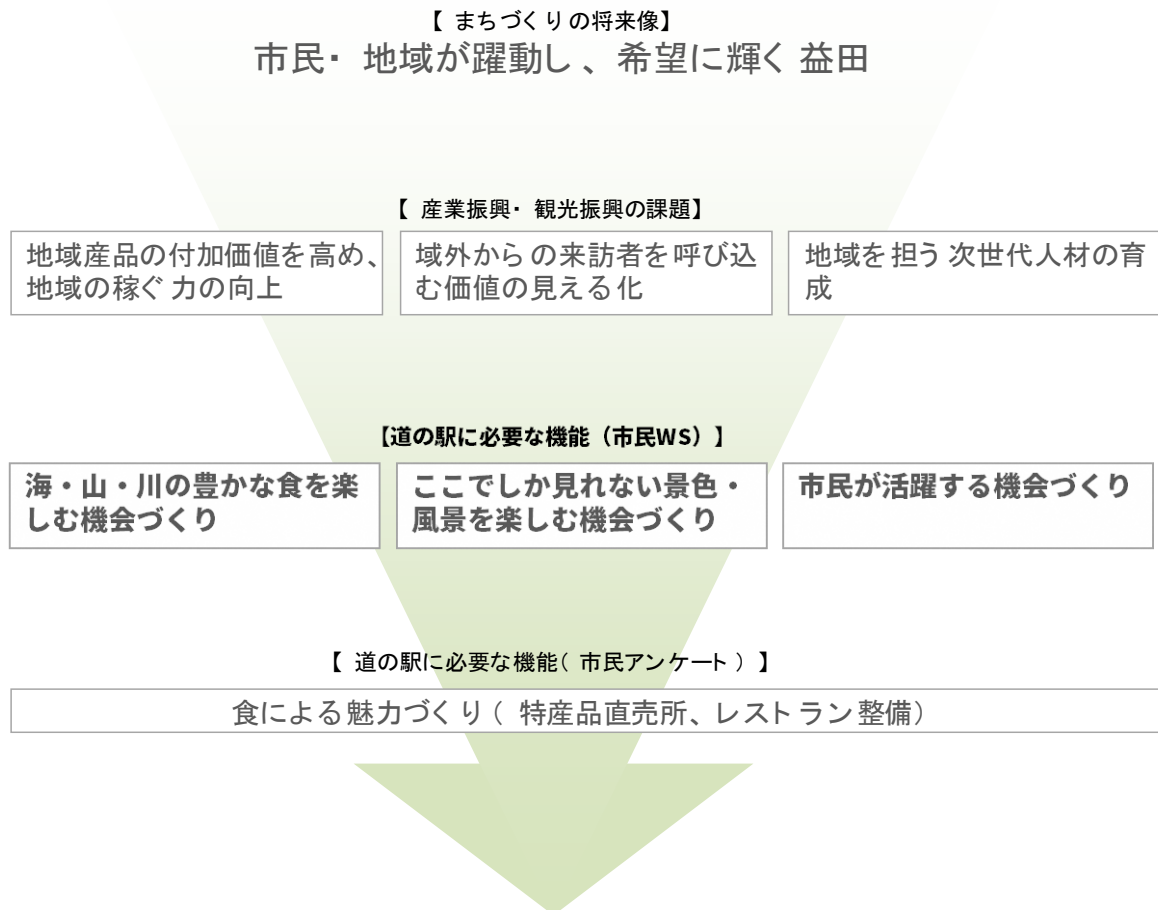 【まちづくりの将来像】
市民・地域が躍動し、希望に輝く益田
【産業振興・観光振興の課題】
地域産品の付加価値を高め、
地域の稼ぐ力の向上
域外からの来訪者を呼び込
む価値の見える化
地域を担う次世代人材の育
成
【道の駅に必要な機能（市民WS）】
海・山・川の豊かな食を楽
しむ機会づくり
ここでしか見れない景色・
風景を楽しむ機会づくり
市民が活躍する機会づくり
【道の駅に必要な機能（市民アンケート）】
食による魅力づくり（特産品直売所、レストラン整備）